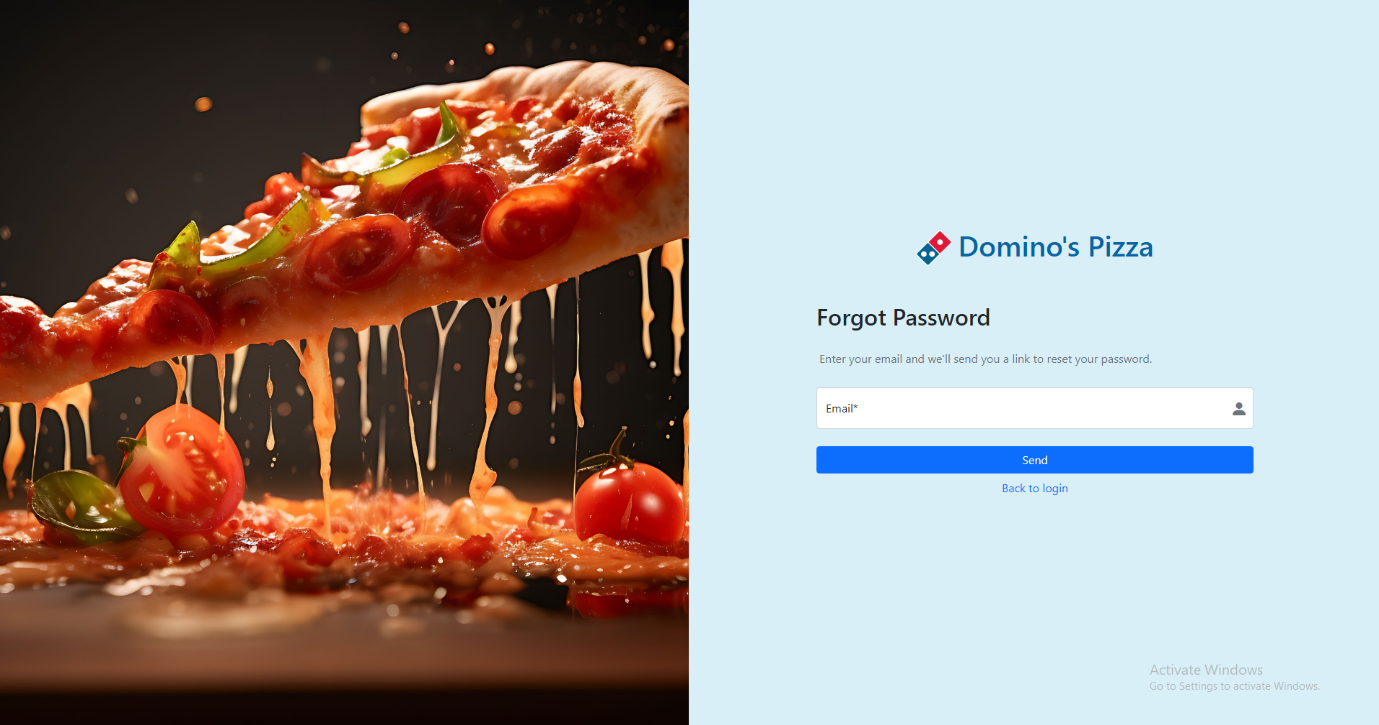 Domino's Pizza
Forgot Password
Enter your email and we'll send you a link to reset your password.
Email*
Send
Back to login
Activate Windows
Go to Settings to activate Windows.